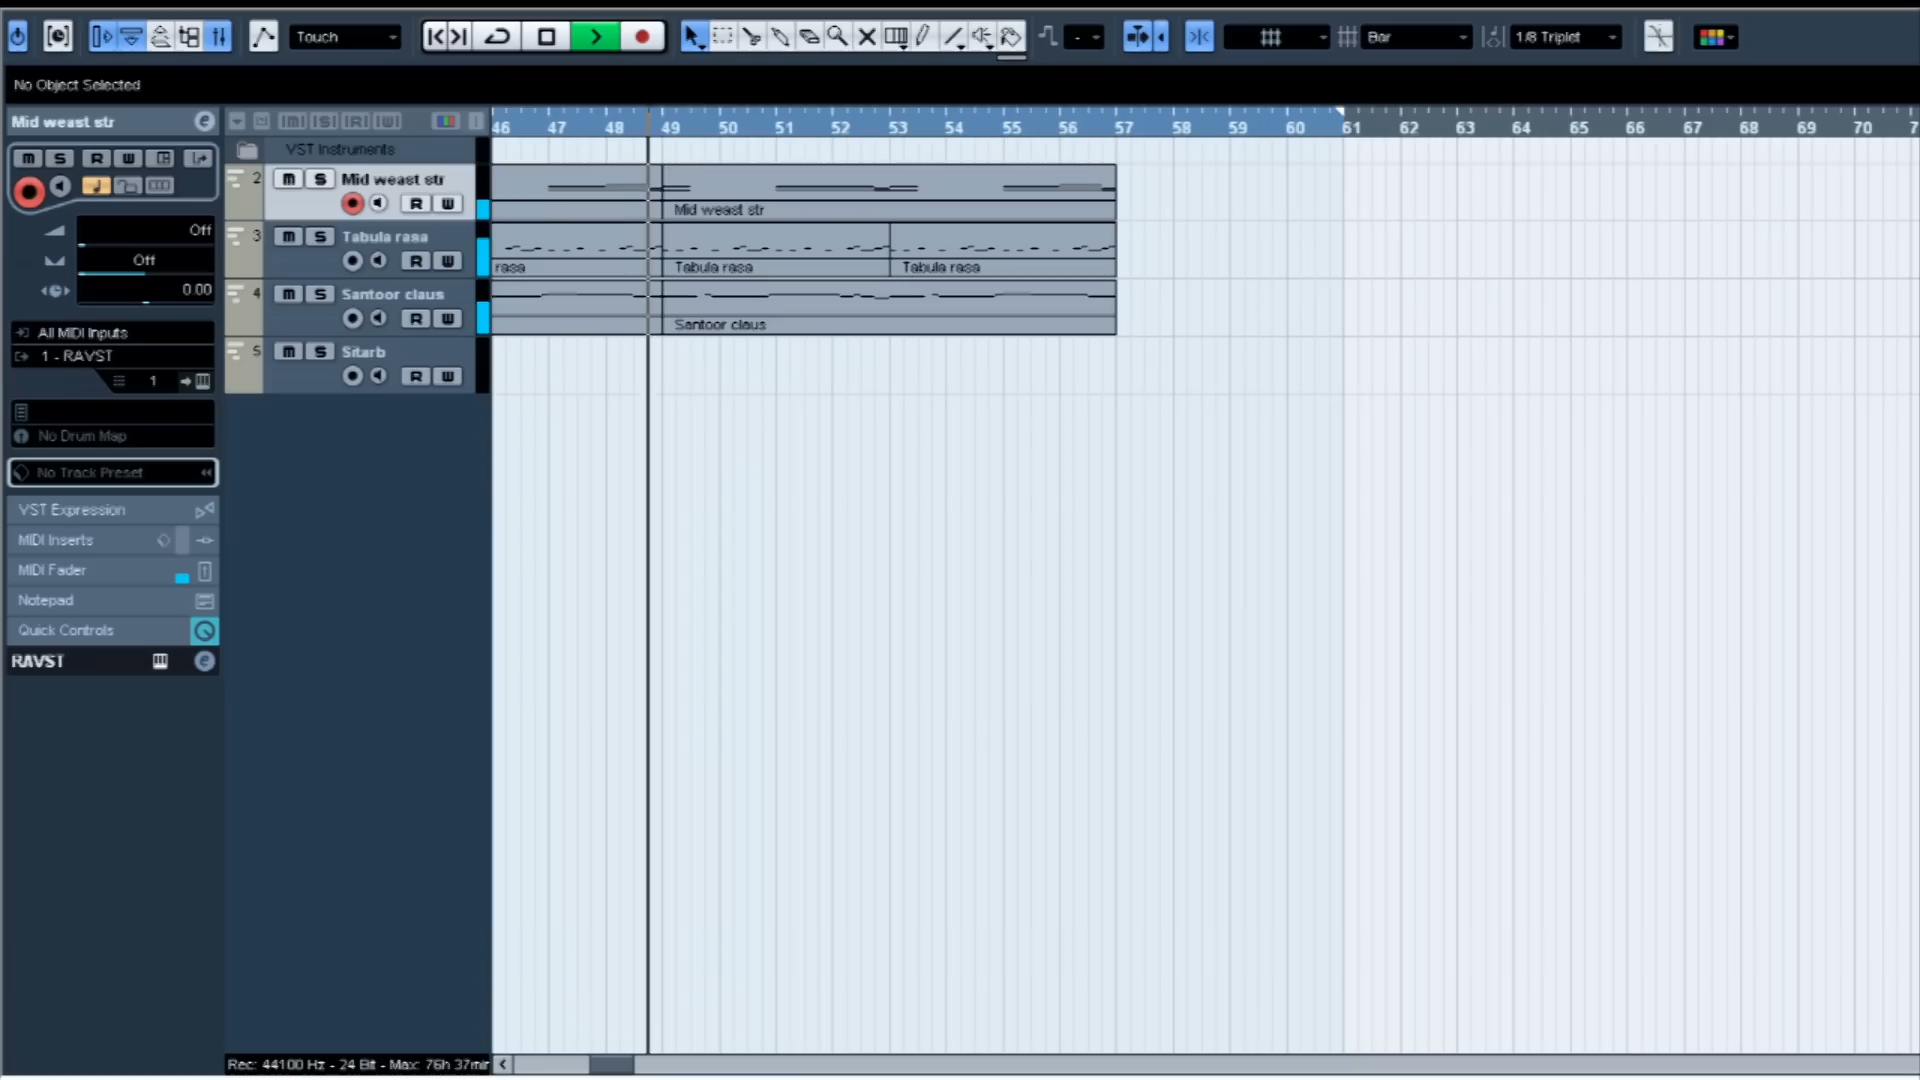 Touch
Bar
1/8 Triplet
No Object Selected
Mid weast str
M S R W
Off
Off
0.00
All MIDI Inputs
1 - RAVST
1
No Drum Map
No Track Preset
VST Expression
MIDI Inserts
MIDI Fader
Notepad
Quick Controls
RAVST
M S R W
46 47 48 49 50 51 52 53 54 55 56 57 58 59 60 61 62 63 64 65 66 67 68 69 70 7
VST Instruments
2 M S Mid weast str
R W
Mid weast str
3 M S Tabula rasa
R W
rasa Tabula rasa Tabula rasa
4 M S Santoor claus
R W
Santoor claus
5 M S Sitarb
R W
Rec: 44100 Hz - 24 Bit - Max: 76h 37mir